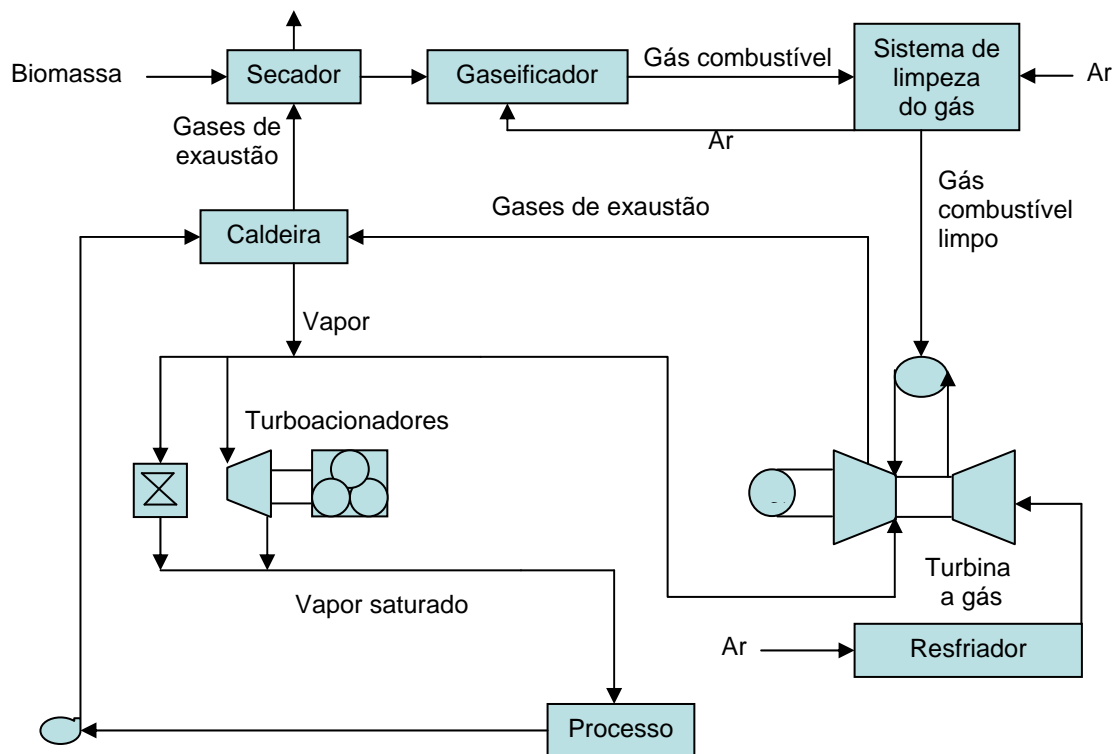 Biomassa
Secador
Gaseificador
Gás combustível
Sistema de
limpeza
do gás
Ar
Ar
Gases de
exaustão
Gás
combustível
limpo
Caldeira
Gases de exaustão
Vapor
Turboacionadores
Turbina
a gás
Vapor saturado
Ar
Resfriador
Processo